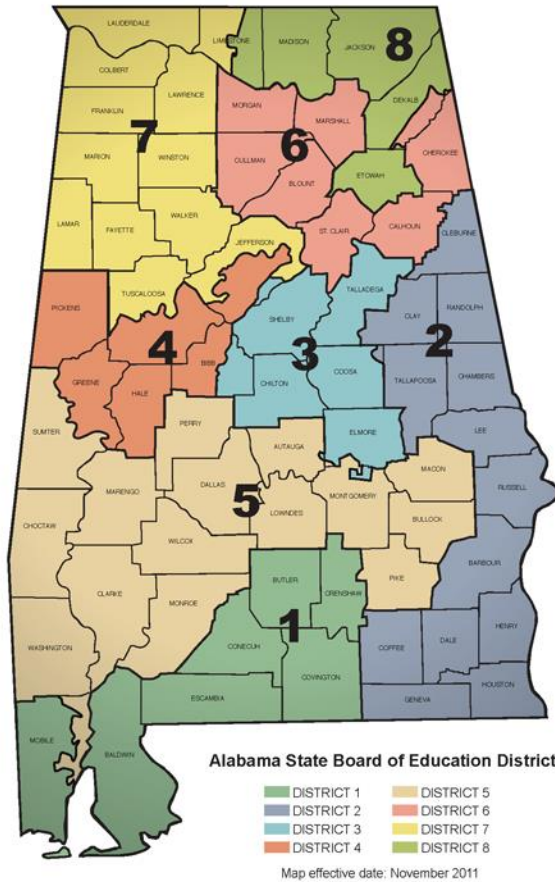 LAUDERDALE
LIMESTONE
MADISON
JACKSON
8
COLBERT
LAWRENCE
FRANKLIN
MORGAN
MARSHALL
DEKALB
7
6
MARION
WINSTON
CULLMAN
CHEROKEE
BLOUNT
ETOWAH
LAMAR
FAYETTE
WALKER
JEFFERSON
ST. CLAIR
CALHOUN
CLEBURNE
TUSCALOOSA
TALLADEGA
PICKENS
SHELBY
CLAY
RANDOLPH
4
3
2
BIBB
GREENE
HALE
CHILTON
COOSA
TALLAPOOSA
CHAMBERS
SUMTER
PERRY
AUTAUGA
ELMORE
LEE
MACON
MARENGO
DALLAS
5
LOWNDES
MONTGOMERY
RUSSELL
BULLOCK
CHOCTAW
WILCOX
BARBOUR
CLARKE
MONROE
BUTLER
CRENSHAW
PIKE
1
WASHINGTON
CONECUH
COFFEE
DALE
HENRY
ESCAMBIA
COVINGTON
GENEVA
HOUSTON
MOBILE
BALDWIN
Alabama State Board of Education District
DISTRICT 1
DISTRICT 2
DISTRICT 3
DISTRICT 4
DISTRICT 5
DISTRICT 6
DISTRICT 7
DISTRICT 8
Map effective date: November 2011